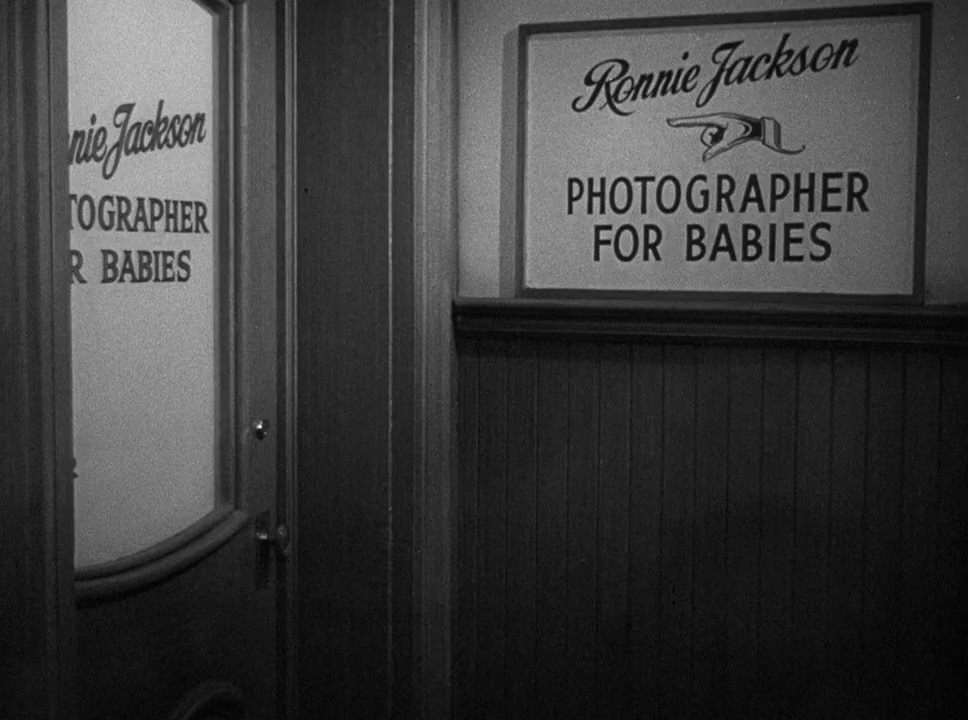 nie Jackson
TOGRAPHER
R BABIES
Ronnie Jackson
PHOTOGRAPHER
FOR BABIES